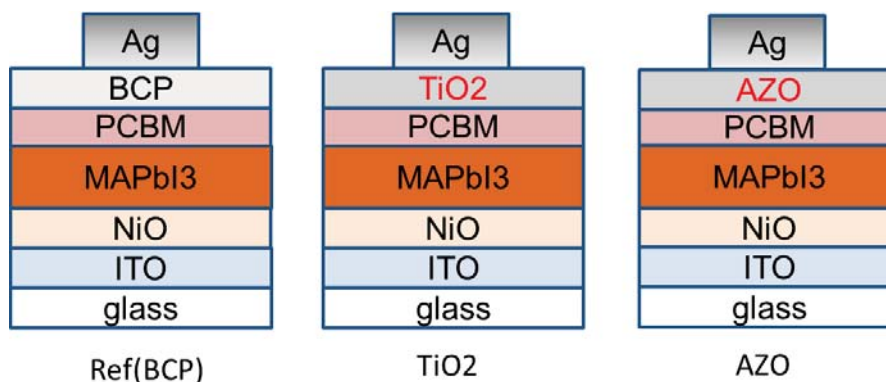 Ag
BCP
PCBM
MAPbI3
NiO
ITO
glass
Ref(BCP)
Ag
TiO2
PCBM
MAPbI3
NiO
ITO
glass
TiO2
Ag
AZO
PCBM
MAPbI3
NiO
ITO
glass
AZO